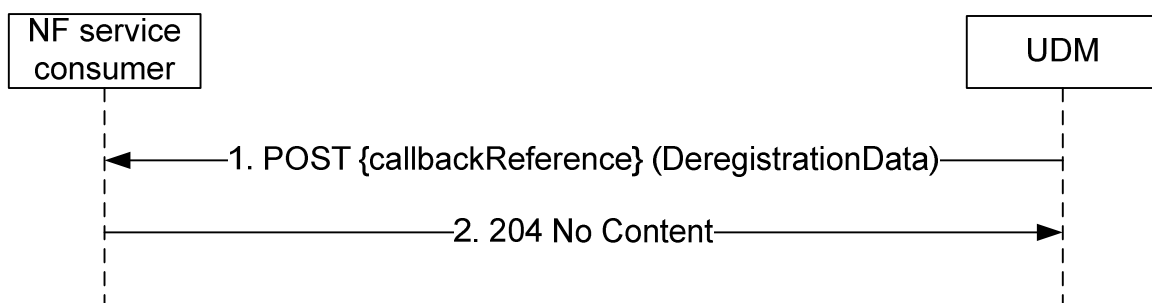 NF service
consumer
UDM
1. POST {callbackReference} (DeregistrationData)
2. 204 No Content